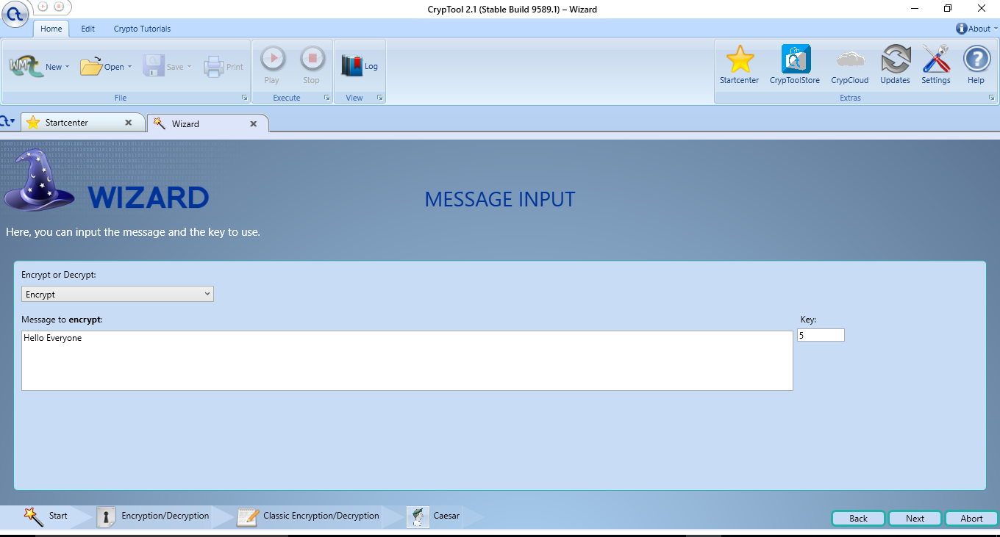 CrypTool 2.1 (Stable Build 9589.1) – Wizard
Home Edit Crypto Tutorials About
New Open Save Print Play Stop Log Startcenter CrypToolStore CrypCloud Updates Settings Help
File Execute View Extras
Startcenter Wizard
WIZARD
MESSAGE INPUT
Here, you can input the message and the key to use.
Encrypt or Decrypt:
Encrypt
Message to encrypt: Key:
Hello Everyone 5
Start Encryption/Decryption Classic Encryption/Decryption Caesar Back Next Abort